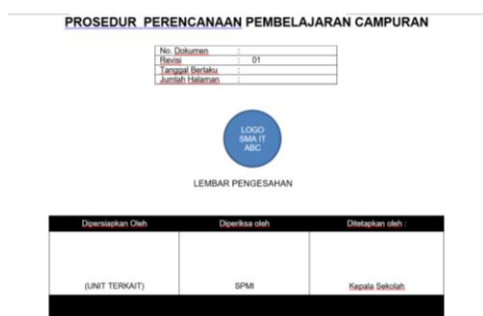 PROSEDUR PERENCANAAN PEMBELAJARAN CAMPURAN
No. Dokumen :
Revisi : 01
Tanggal Berlaku :
Jumlah Halaman :
LOGO
SMA IT
ABC
LEMBAR PENGESAHAN
Dipersiapkan Oleh Diperiksa oleh Ditetapkan oleh :
(UNIT TERKAIT) SPMI Kepala Sekolah